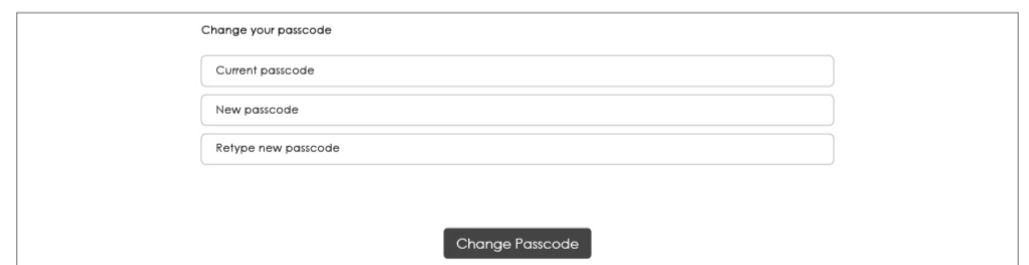 Change your passcode
Current passcode
New passcode
Retype new passcode
Change Passcode